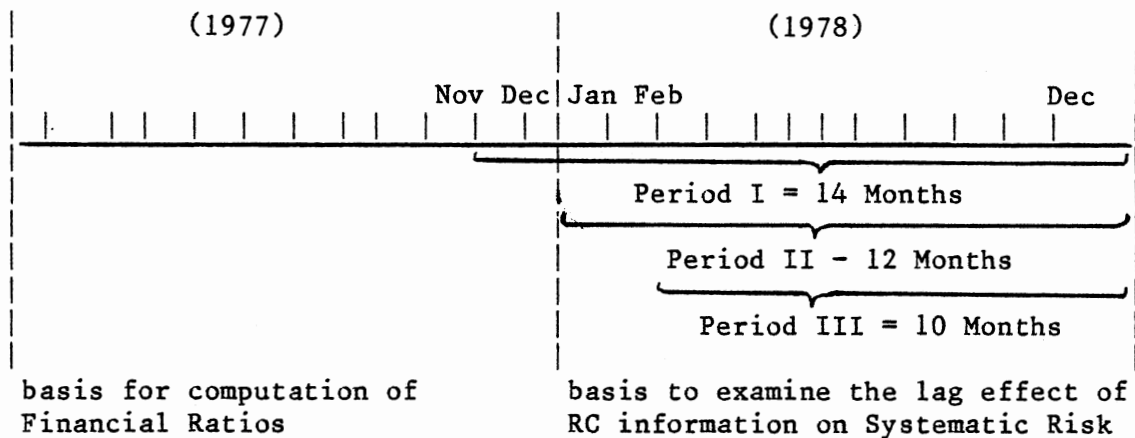 (1977) (1978)
Nov Dec Jan Feb Dec
Period I = 14 Months
Period II - 12 Months
Period III = 10 Months
basis for computation of
Financial Ratios
basis to examine the lag effect of
RC information on Systematic Risk